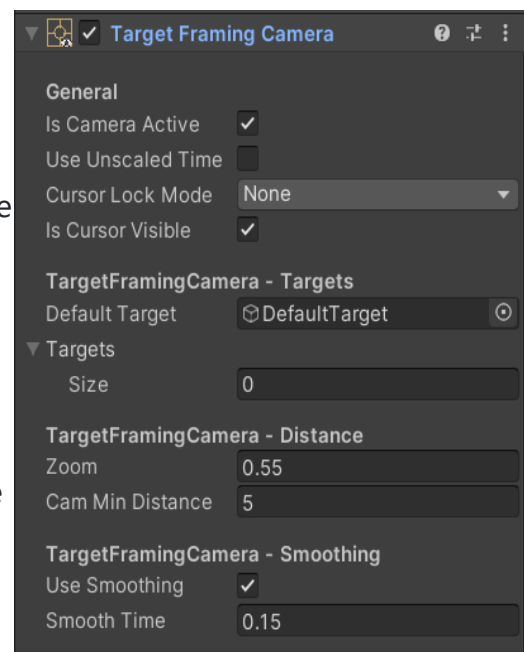 Target Framing Camera
General
Is Camera Active
Use Unscaled Time
Cursor Lock Mode None
e
Is Cursor Visible
TargetFramingCamera - Targets
Default Target DefaultTarget
Targets
Size 0
TargetFramingCamera - Distance
Zoom 0.55
Cam Min Distance 5
TargetFramingCamera - Smoothing
Use Smoothing
Smooth Time 0.15